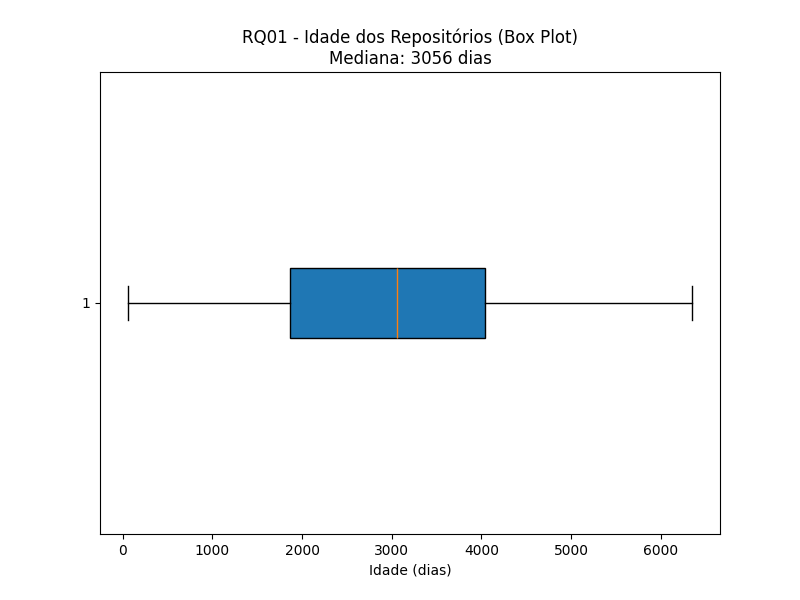 RQ01 - Idade dos Repositórios (Box Plot)
Mediana: 3056 dias
1
0 1000 2000 3000 4000 5000 6000
Idade (dias)